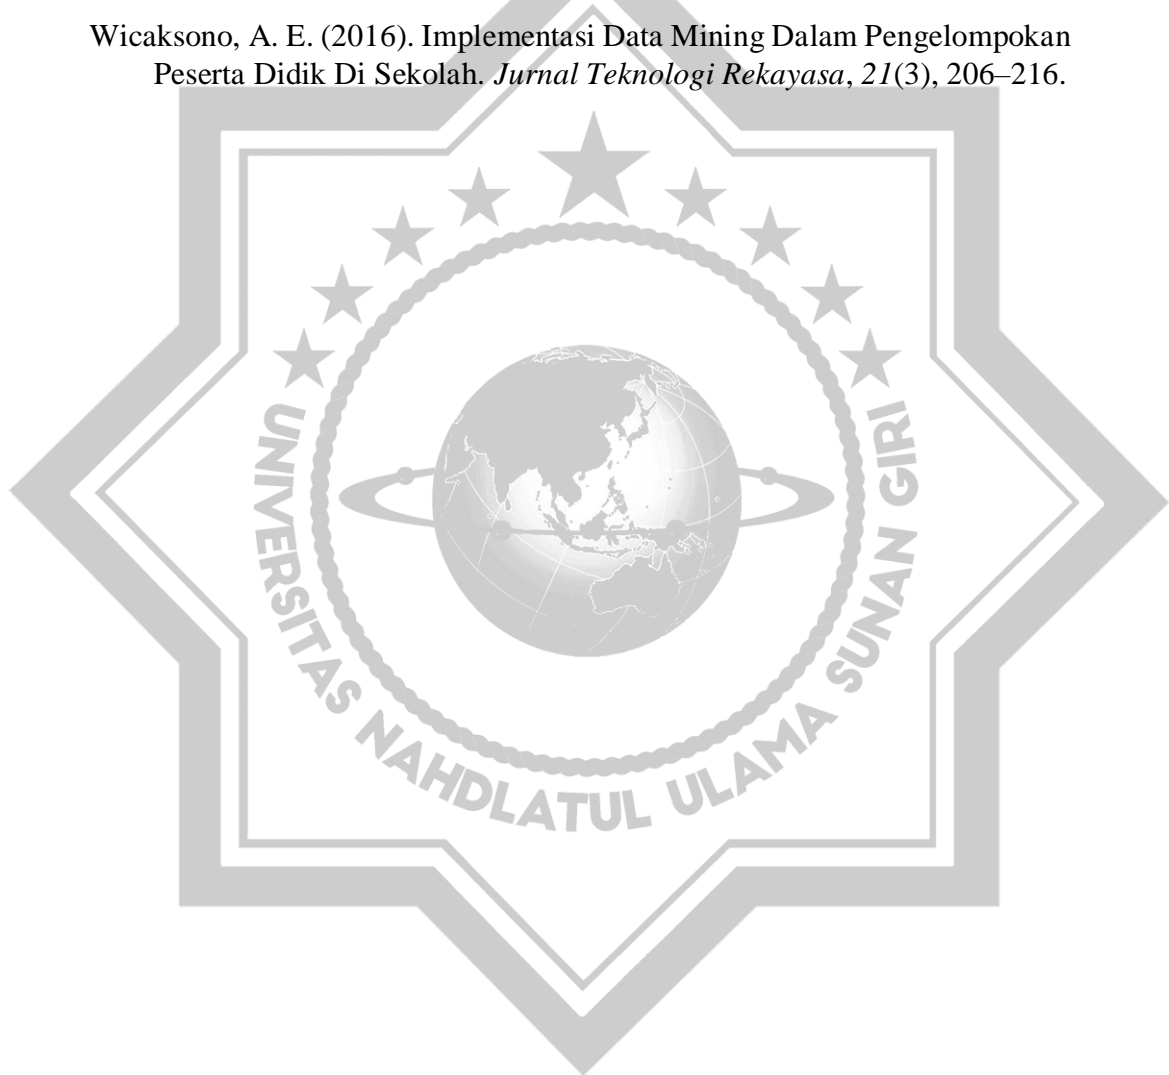 Wicaksono, A. E. (2016). Implementasi Data Mining Dalam Pengelompokan
Peserta Didik Di Sekolah. Jurnal Teknologi Rekayasa, 21(3), 206–216.
UNIVERSITAS NAHDLATUL ULAMA SUNAN GIRI